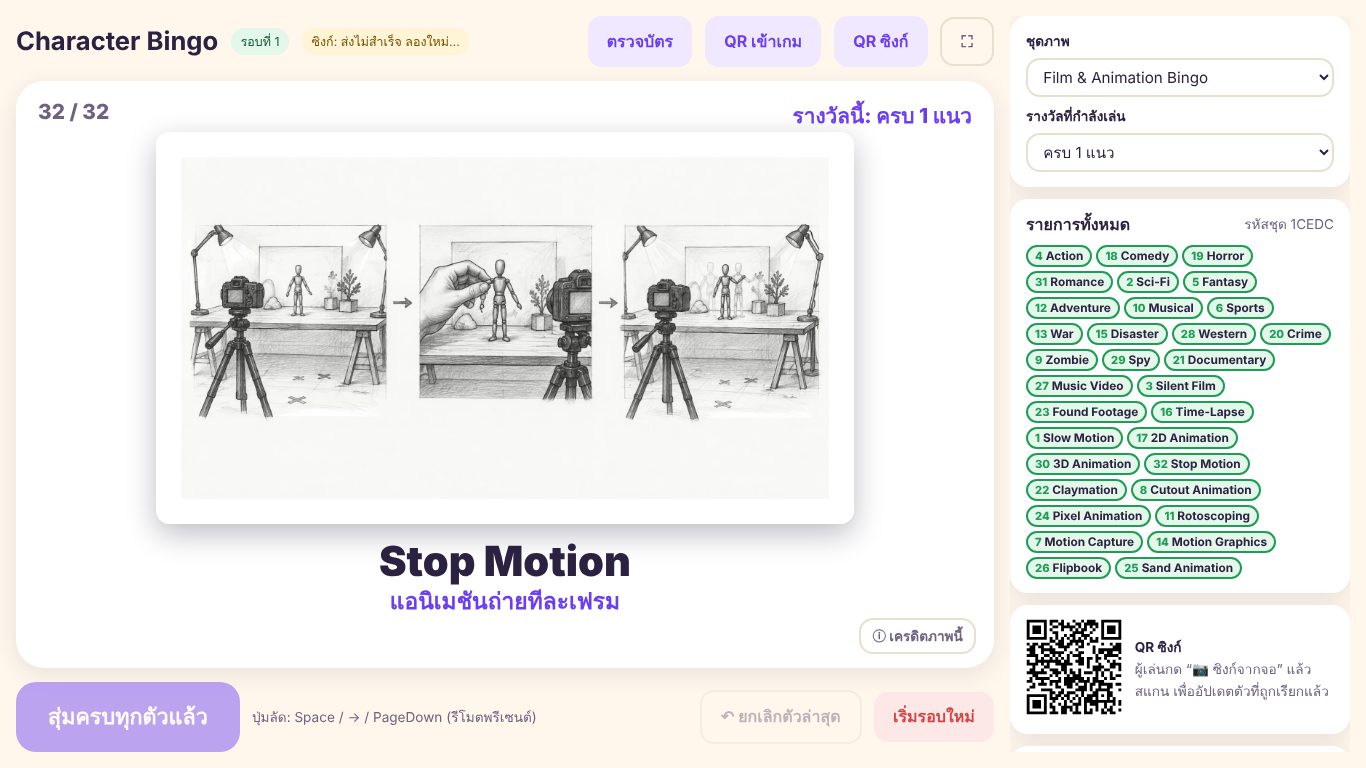 Character Bingo
รอบที่ 1
ซิงก์: ส่งไม่สำเร็จ ลองใหม่...
ตรวจบัตร
QR เข้าเกม
QR ซิงก์
32 / 32
รางวัลนี้: ครบ 1 แนว
Stop Motion
แอนิเมชันถ่ายทีละเฟรม
ⓘ เครดิตภาพนี้
สุ่มครบทุกตัวแล้ว
ปุ่มลัด: Space / → / PageDown (รีโมตพรีเซนต์)
↶ ยกเลิกตัวล่าสุด
เริ่มรอบใหม่
ชุดภาพ
Film & Animation Bingo
รางวัลที่กำลังเล่น
ครบ 1 แนว
รายการทั้งหมด รหัสชุด 1CEDC
4 Action 18 Comedy 19 Horror
31 Romance 2 Sci-Fi 5 Fantasy
12 Adventure 10 Musical 6 Sports
13 War 15 Disaster 28 Western 20 Crime
9 Zombie 29 Spy 21 Documentary
27 Music Video 3 Silent Film
23 Found Footage 16 Time-Lapse
1 Slow Motion 17 2D Animation
30 3D Animation 32 Stop Motion
22 Claymation 8 Cutout Animation
24 Pixel Animation 11 Rotoscoping
7 Motion Capture 14 Motion Graphics
26 Flipbook 25 Sand Animation
QR ซิงก์
ผู้เล่นกด “📷 ซิงก์จากจอ” แล้ว
สแกน เพื่ออัปเดตตัวที่ถูกเรียกแล้ว